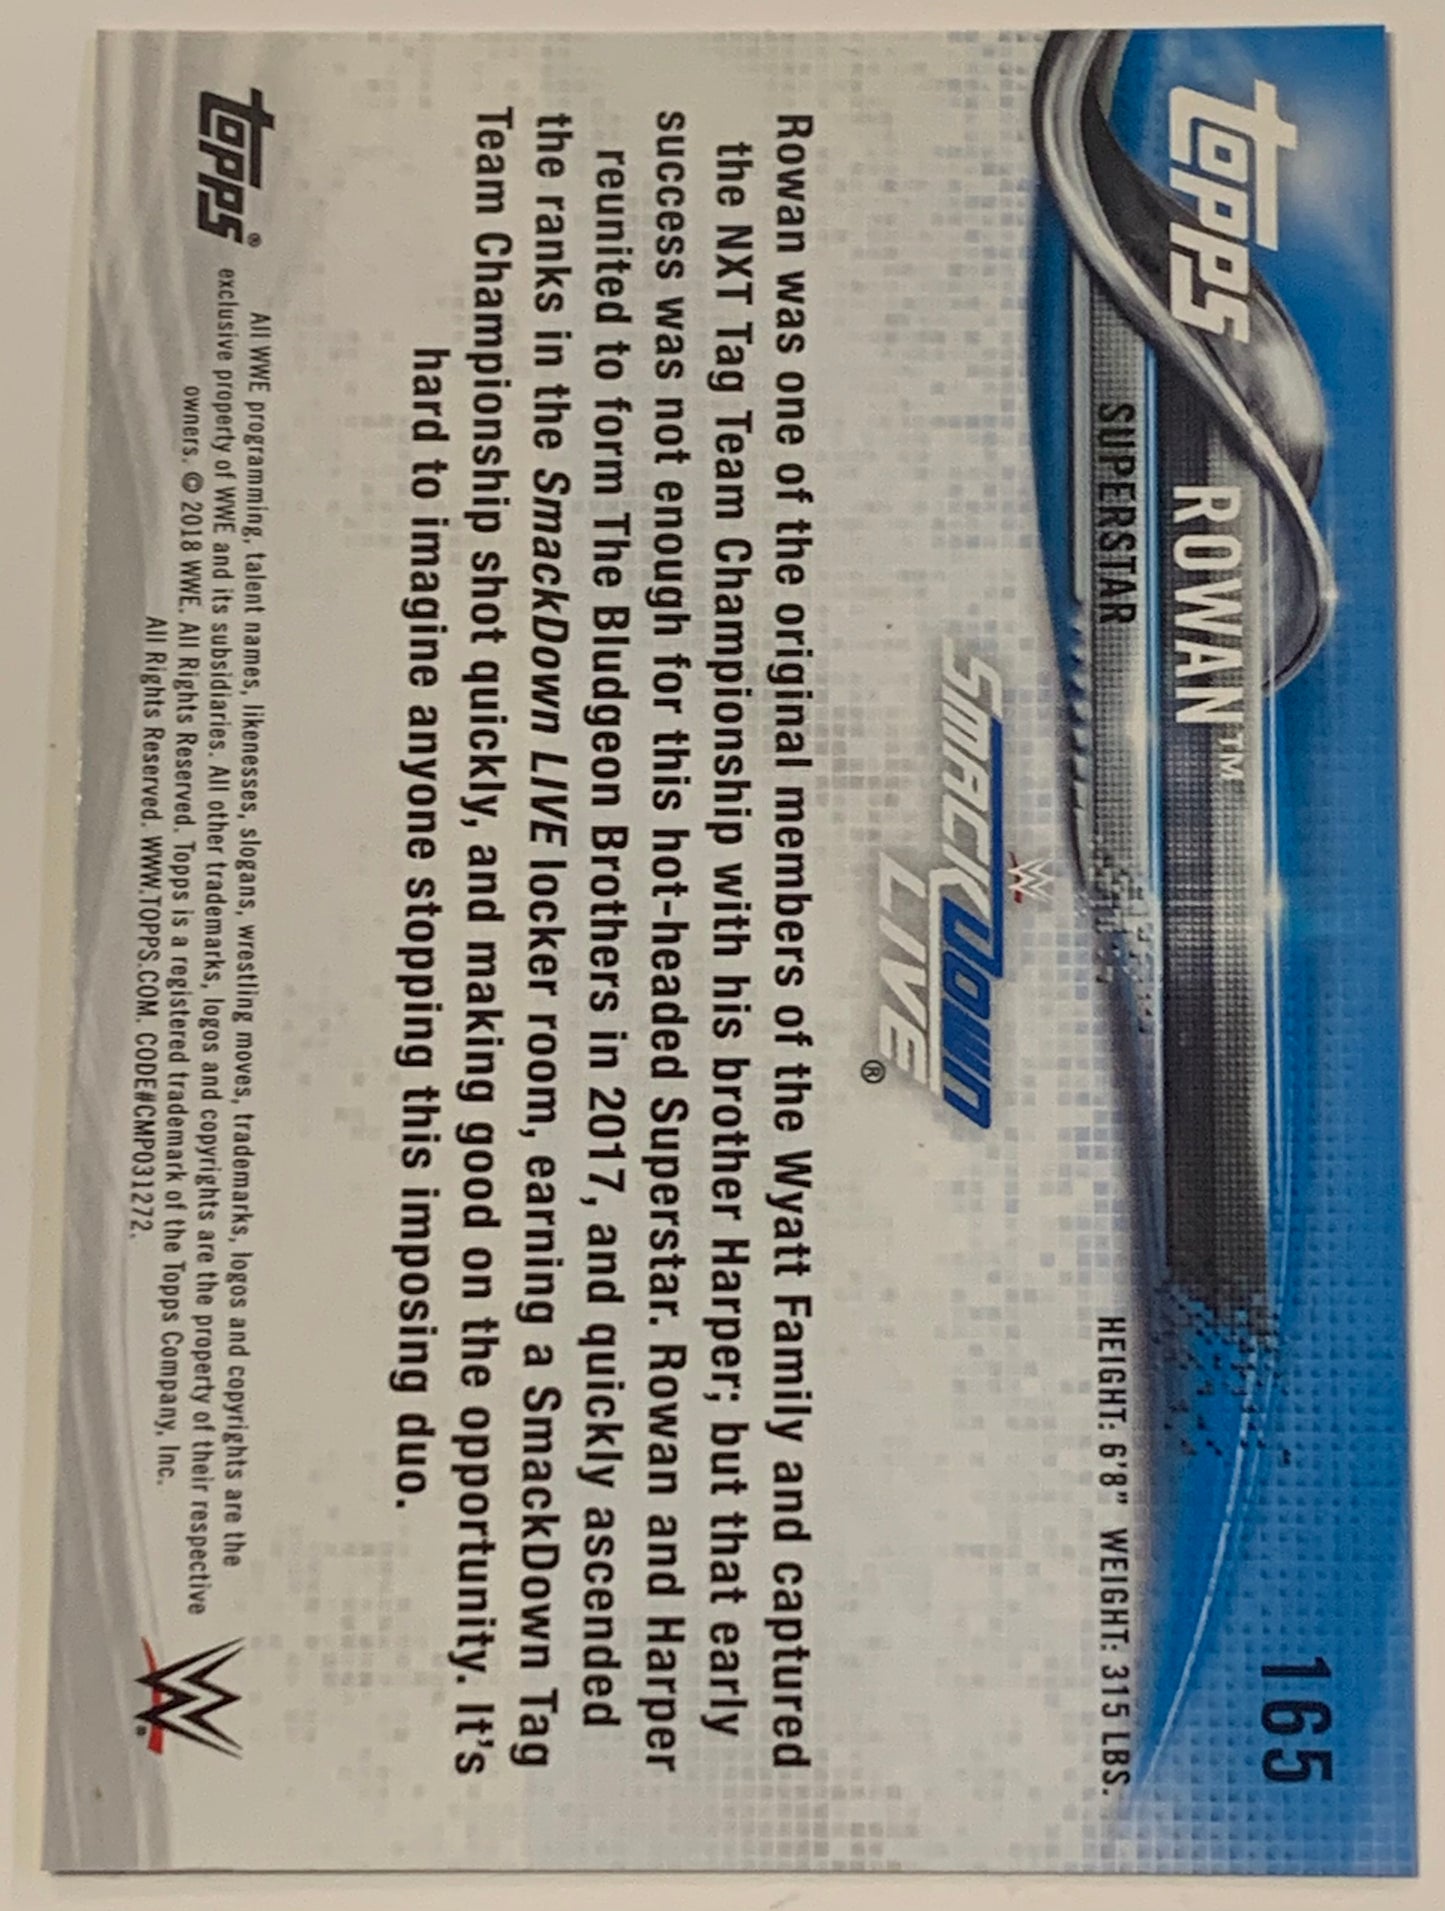 topps
165
ROWAN™
SUPERSTAR
HEIGHT: 6'8" WEIGHT: 315 LBS.
W
SMACKDOWN
LIVE®
Rowan was one of the original members of the Wyatt Family and captured
the NXT Tag Team Championship with his brother Harper; but that early
success was not enough for this hot-headed Superstar. Rowan and Harper
reunited to form The Bludgeon Brothers in 2017, and quickly ascended
the ranks in the SmackDown LIVE locker room, earning a SmackDown Tag
Team Championship shot quickly, and making good on the opportunity. It's
hard to imagine anyone stopping this imposing duo.
topps®
All WWE programming, talent names, likenesses, slogans, wrestling moves, trademarks, logos and copyrights are the
exclusive property of WWE and its subsidiaries. All other trademarks, logos and copyrights are the property of their respective
owners. © 2018 WWE. All Rights Reserved. Topps is a registered trademark of the Topps Company, Inc.
All Rights Reserved. WWW.TOPPS.COM. CODE#CMP031272.
W®